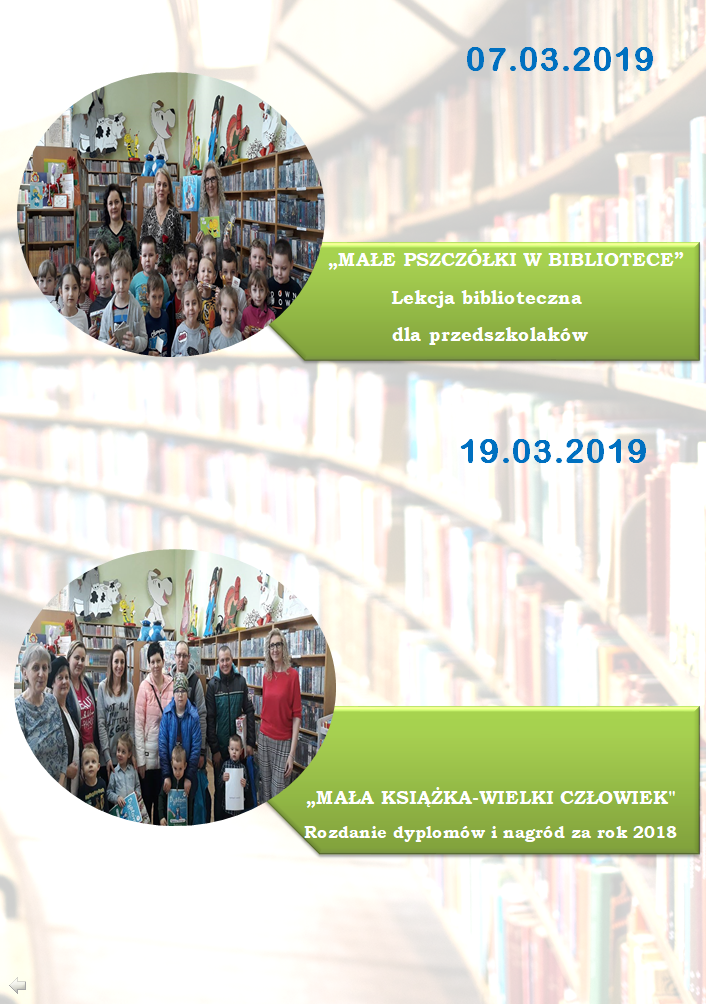 07.03.2019
„MAŁE PSZCZÓŁKI W BIBLIOTECE”
Lekcja biblioteczna
dla przedszkolaków
19.03.2019
„MAŁA KSIĄŻKA-WIELKI CZŁOWIEK"
Rozdanie dyplomów i nagród za rok 2018